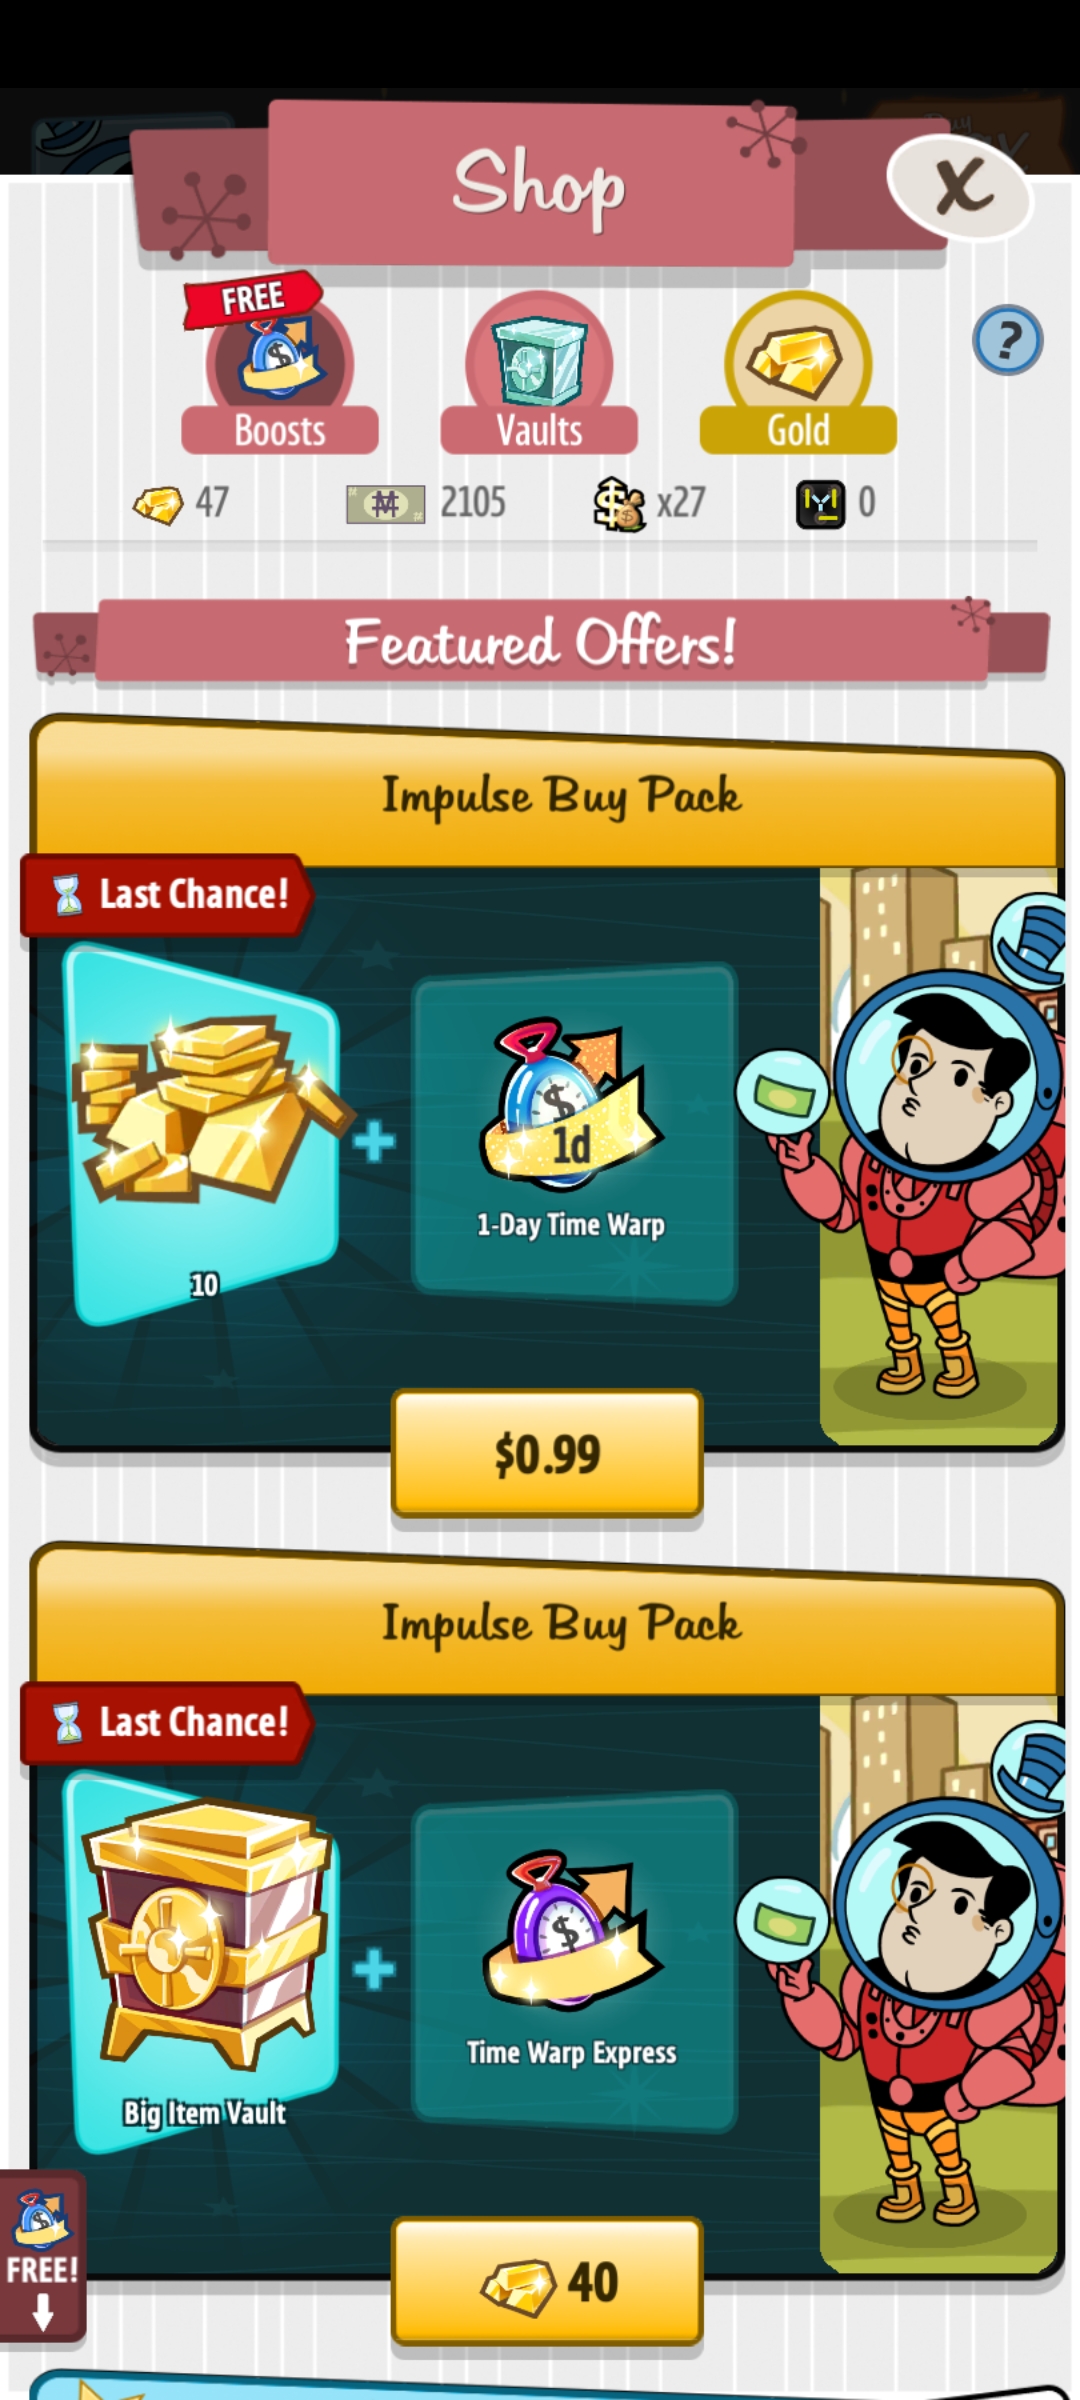 Shop
X
FREE
Boosts
Vaults
Gold
?
47
2105
x27
0
Featured Offers!
Impulse Buy Pack
Last Chance!
$
1d
1-Day Time Warp
10
$0.99
Impulse Buy Pack
Last Chance!
$
Time Warp Express
Big Item Vault
FREE!
40